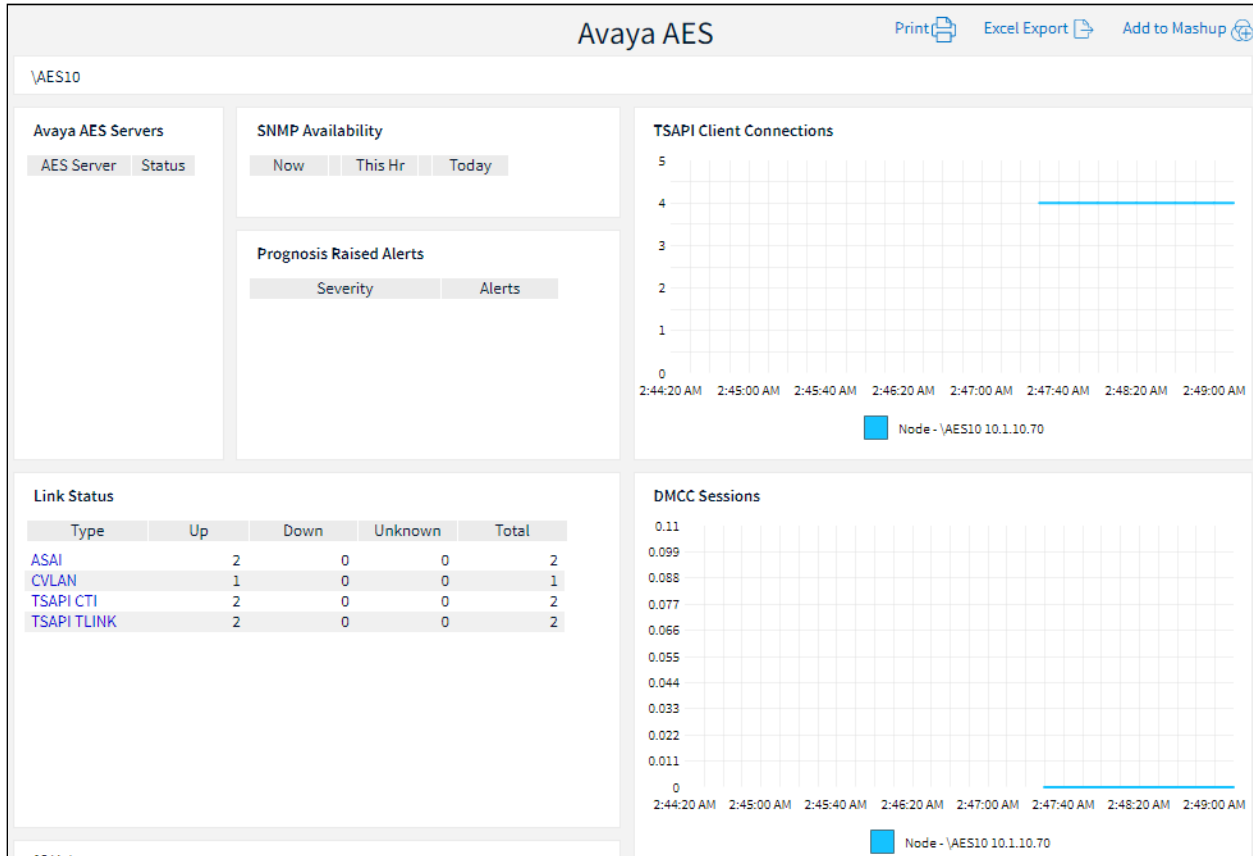 Avaya AES
Print
Excel Export
Add to Mashup
\AES10
Avaya AES Servers
AES Server Status
SNMP Availability
Now This Hr Today
Prognosis Raised Alerts
Severity Alerts
TSAPI Client Connections
5
4
3
2
1
0
2:44:20 AM 2:45:00 AM 2:45:40 AM 2:46:20 AM 2:47:00 AM 2:47:40 AM 2:48:20 AM 2:49:00 AM
Node - \AES10 10.1.10.70
Link Status
Type Up Down Unknown Total
ASAI 2 0 0 2
CVLAN 1 0 0 1
TSAPI CTI 2 0 0 2
TSAPI TLINK 2 0 0 2
DMCC Sessions
0.11
0.099
0.088
0.077
0.066
0.055
0.044
0.033
0.022
0.011
0
2:44:20 AM 2:45:00 AM 2:45:40 AM 2:46:20 AM 2:47:00 AM 2:47:40 AM 2:48:20 AM 2:49:00 AM
Node - \AES10 10.1.10.70